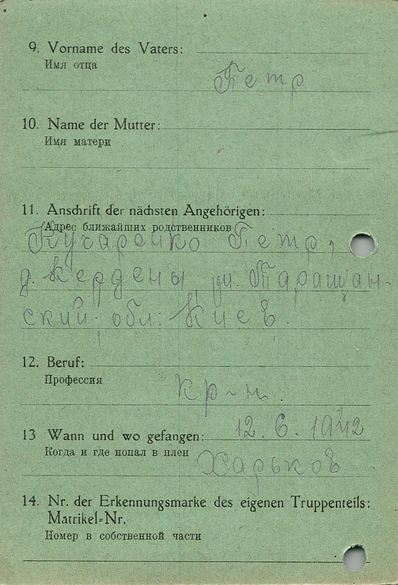 9. Vorname des Vaters:
Имя отца
Петр
10. Name der Mutter:
Имя матери
11. Anschrift der nächsten Angehörigen:
Адрес ближайших родственников
Кучаренко Петр,
д. Кердены, у. Таращан-
ский обл: Киев.
12. Beruf:
Профессия
кр-н.
13 Wann und wo gefangen: 12.6.1942
Когда и где попал в плен
Харьков
14. Nr. der Erkennungsmarke des eigenen Truppenteils:
Matrikel=Nr.
Номер в собственной части